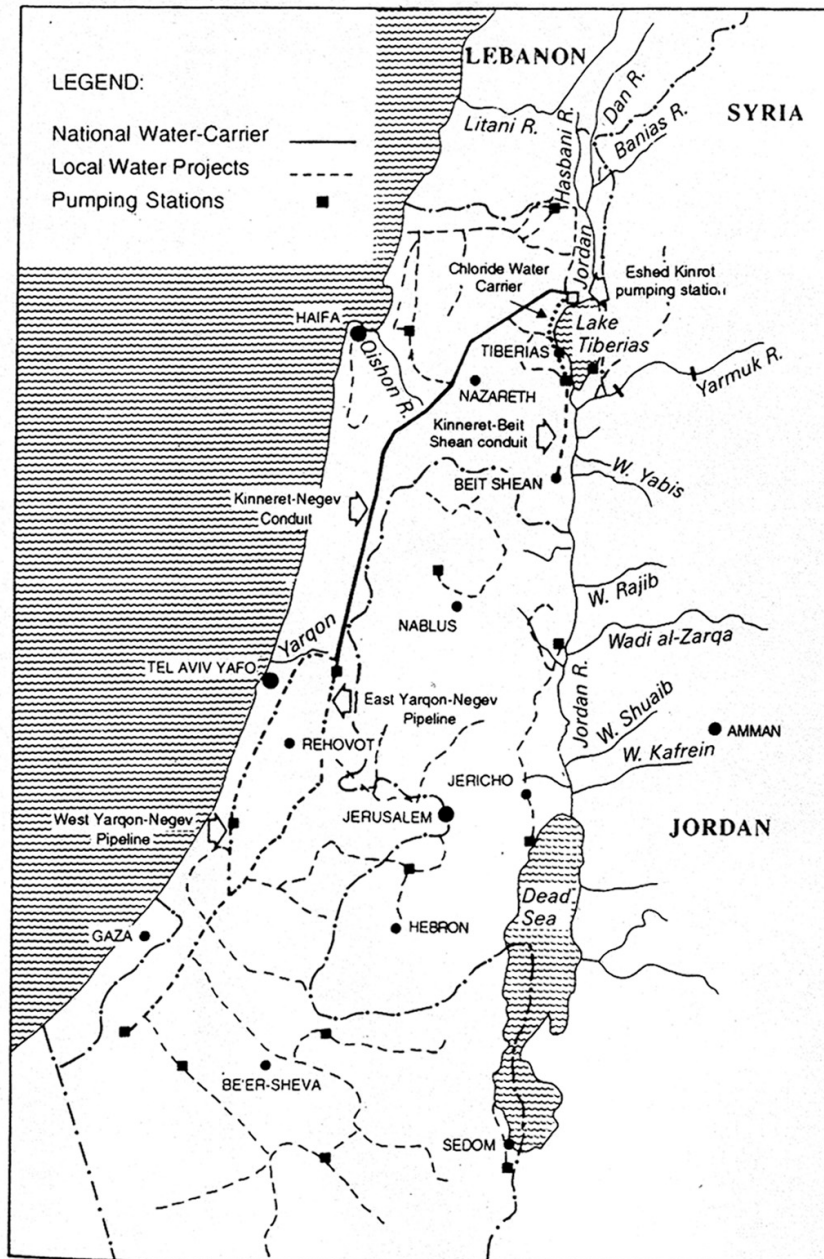 LEGEND:
National Water-Carrier
Local Water Projects
Pumping Stations
LEBANON
SYRIA
Litani R.
Hasbani R.
Dan R.
Banias R.
Jordan
Chloride Water
Carrier
Eshed Kinrot
pumping station
HAIFA
Qishon R.
Lake
Tiberias
TIBERIAS
NAZARETH
Yarmuk R.
Kinneret-Beit
Shean conduit
BEIT SHEAN
W. Yabis
Kinneret-Negev
Conduit
NABLUS
W. Rajib
Wadi al-Zarqa
Yarqon
TEL AVIV YAFO
East Yarqon-Negev
Pipeline
Jordan R.
W. Shuaib
AMMAN
REHOVOT
W. Kafrein
JERICHO
JERUSALEM
West Yarqon-Negev
Pipeline
JORDAN
Dead
Sea
GAZA
HEBRON
BE'ER-SHEVA
SEDOM